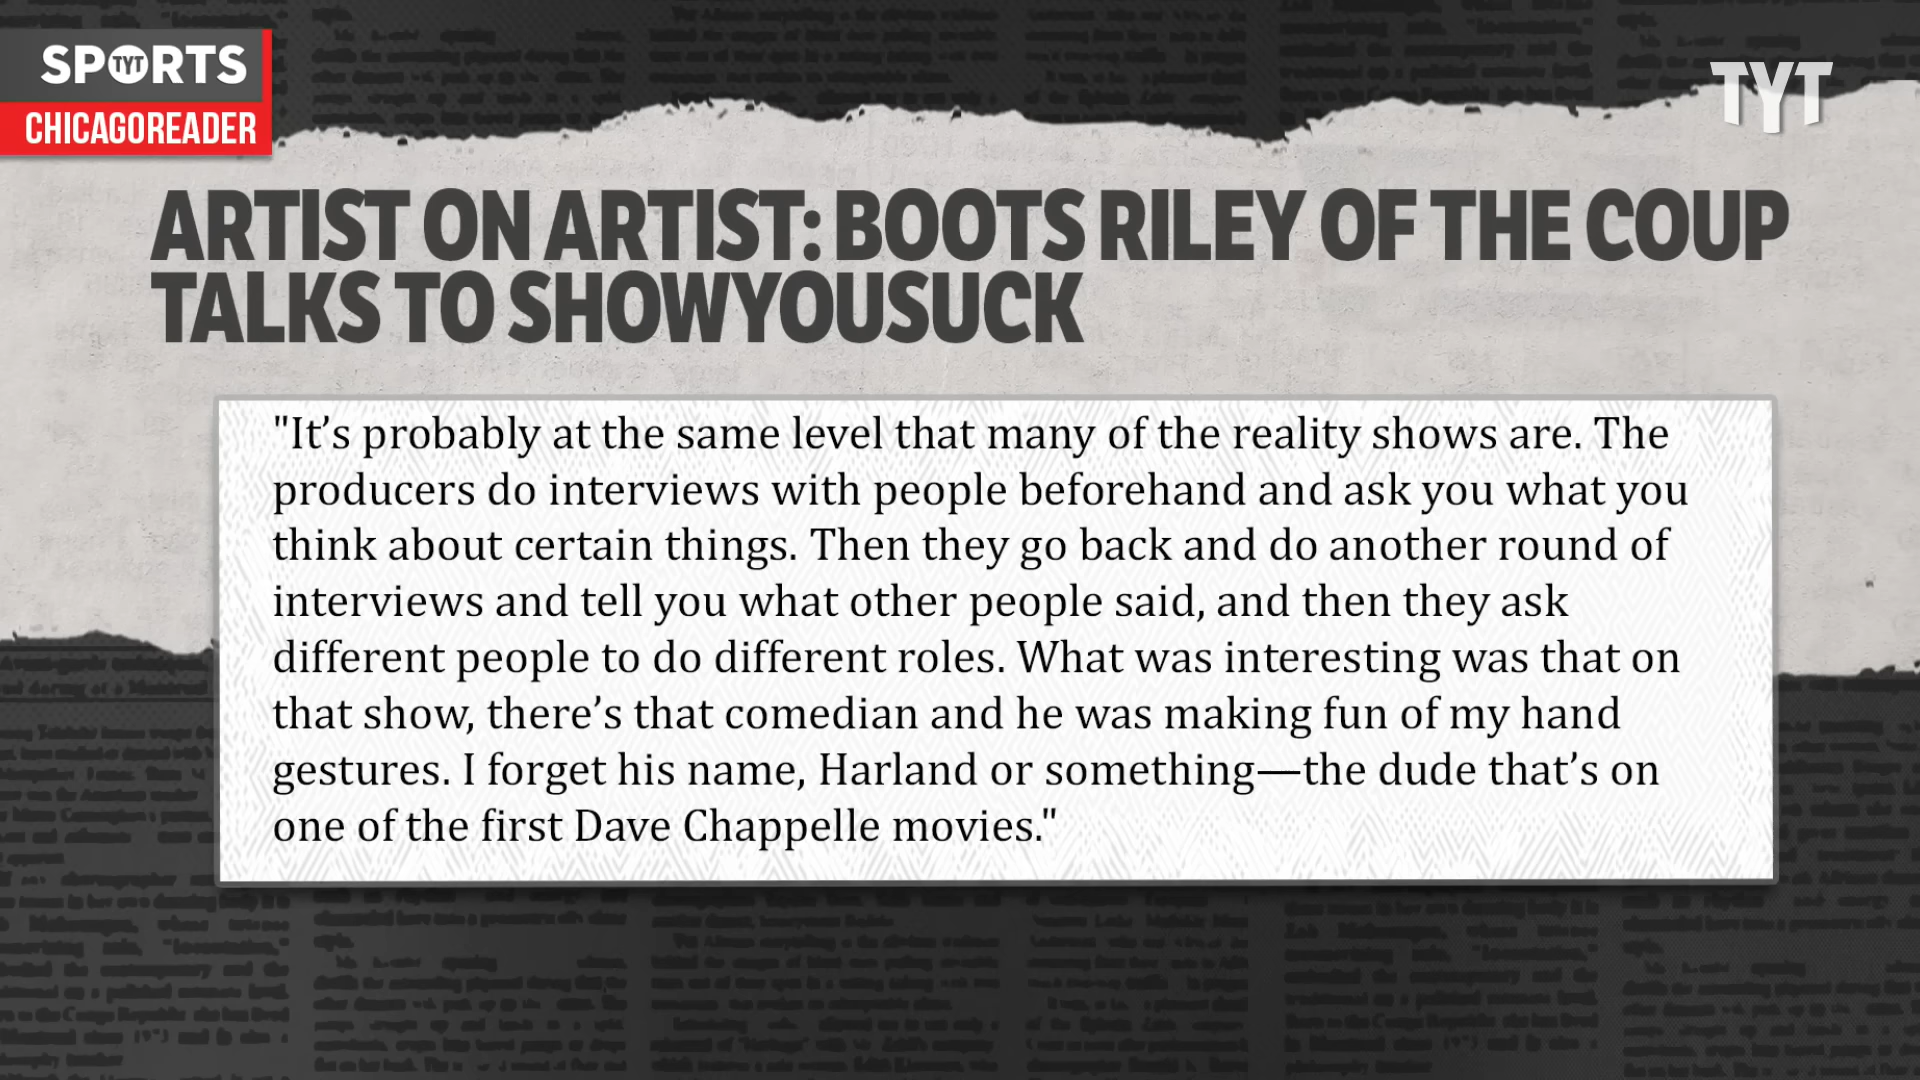 SPORTS
TYT
CHICAGOREADER
TYT
ARTIST ON ARTIST: BOOTS RILEY OF THE COUP
TALKS TO SHOWYOUSUCK
"It’s probably at the same level that many of the reality shows are. The
producers do interviews with people beforehand and ask you what you
think about certain things. Then they go back and do another round of
interviews and tell you what other people said, and then they ask
different people to do different roles. What was interesting was that on
that show, there’s that comedian and he was making fun of my hand
gestures. I forget his name, Harland or something—the dude that’s on
one of the first Dave Chappelle movies."